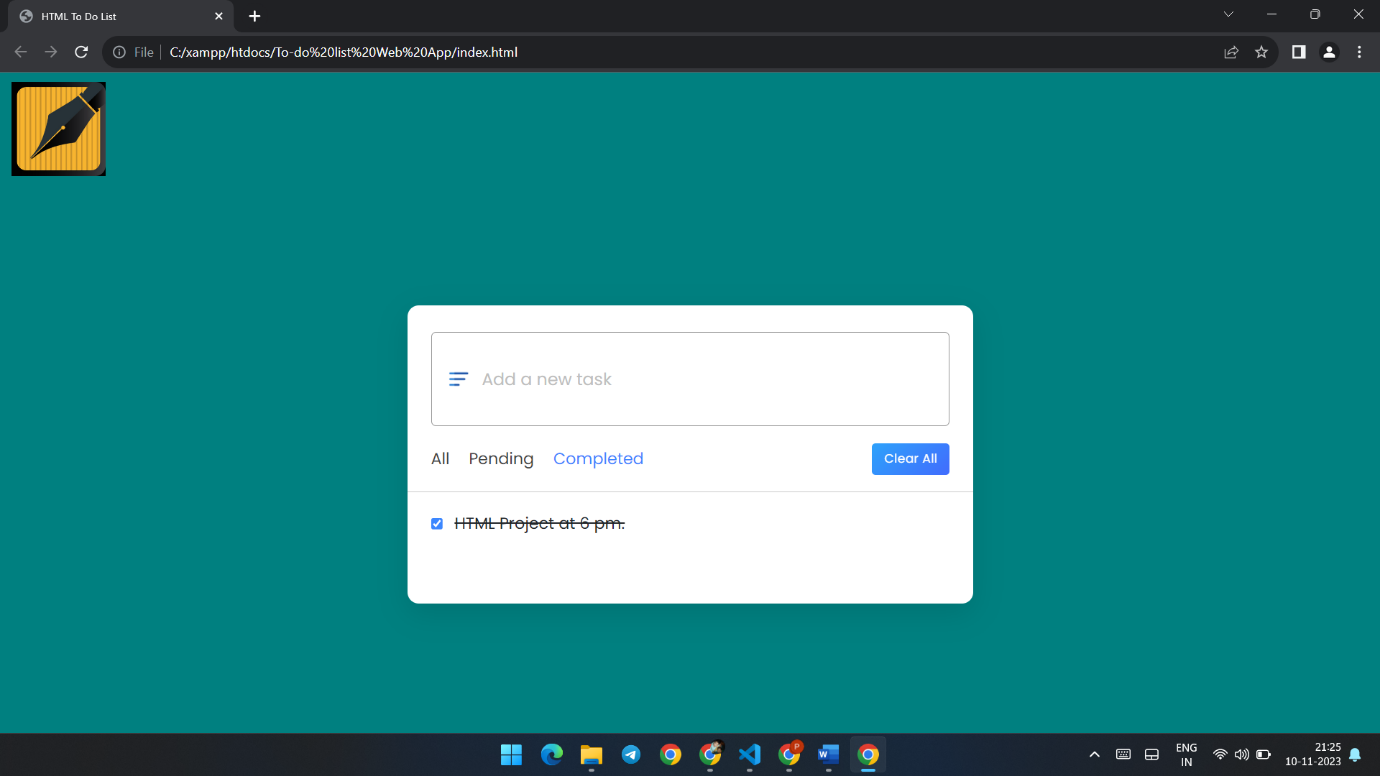 HTML To Do List
File
C:/xampp/htdocs/To-do%20list%20Web%20App/index.html
Add a new task
All Pending Completed Clear All
HTML Project at 6 pm.
P
W
ENG
IN
21:25
10-11-2023